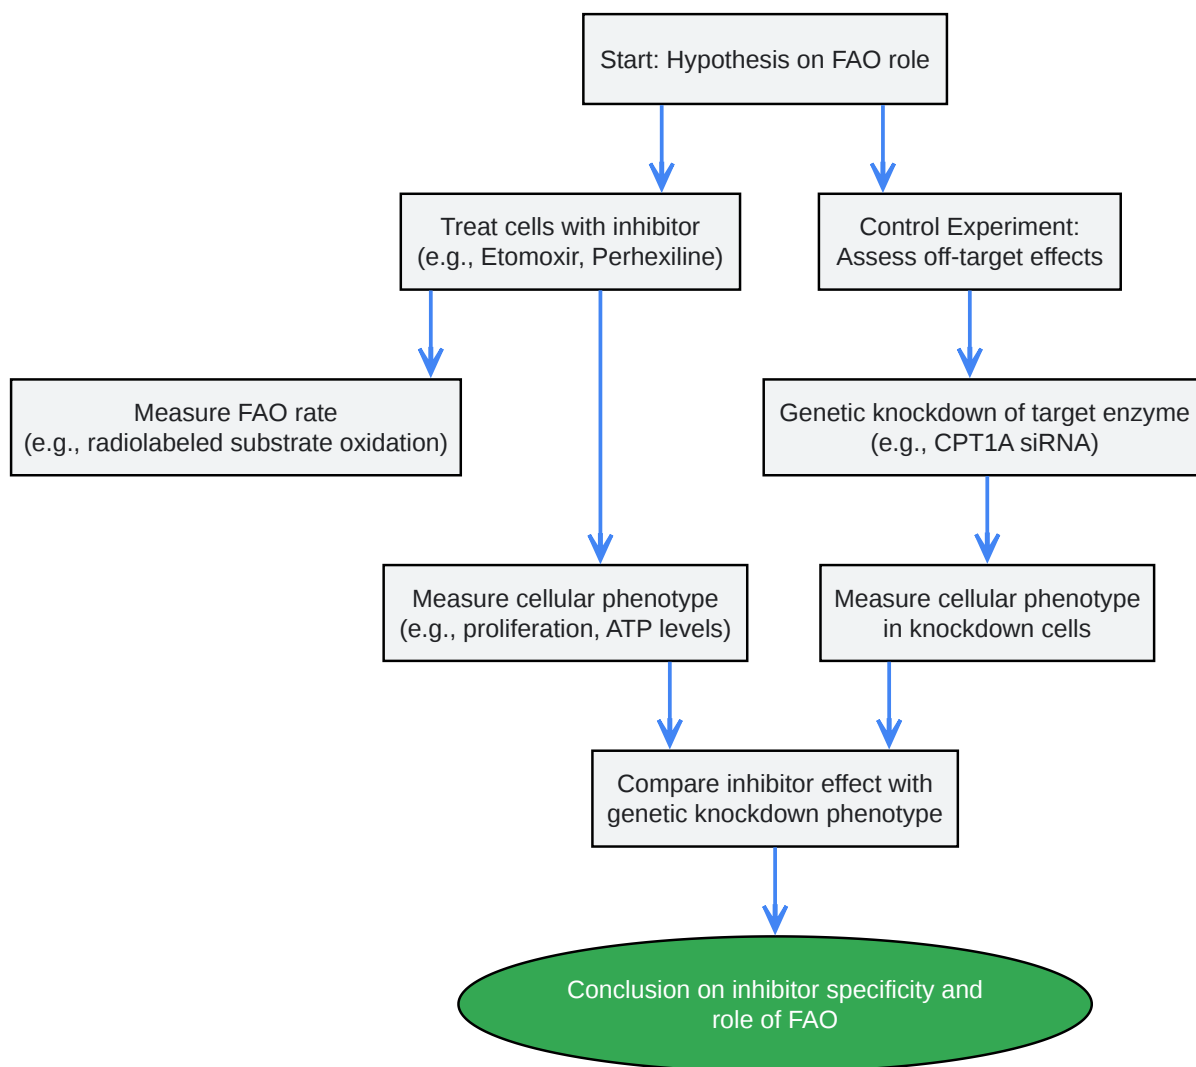 Start: Hypothesis on FAO role
Treat cells with inhibitor
(e.g., Etomoxir, Perhexiline)
Control Experiment:
Assess off-target effects
Measure FAO rate
(e.g., radiolabeled substrate oxidation)
Genetic knockdown of target enzyme
(e.g., CPT1A siRNA)
Measure cellular phenotype
(e.g., proliferation, ATP levels)
Measure cellular phenotype
in knockdown cells
Compare inhibitor effect with
genetic knockdown phenotype
Conclusion on inhibitor specificity and
role of FAO